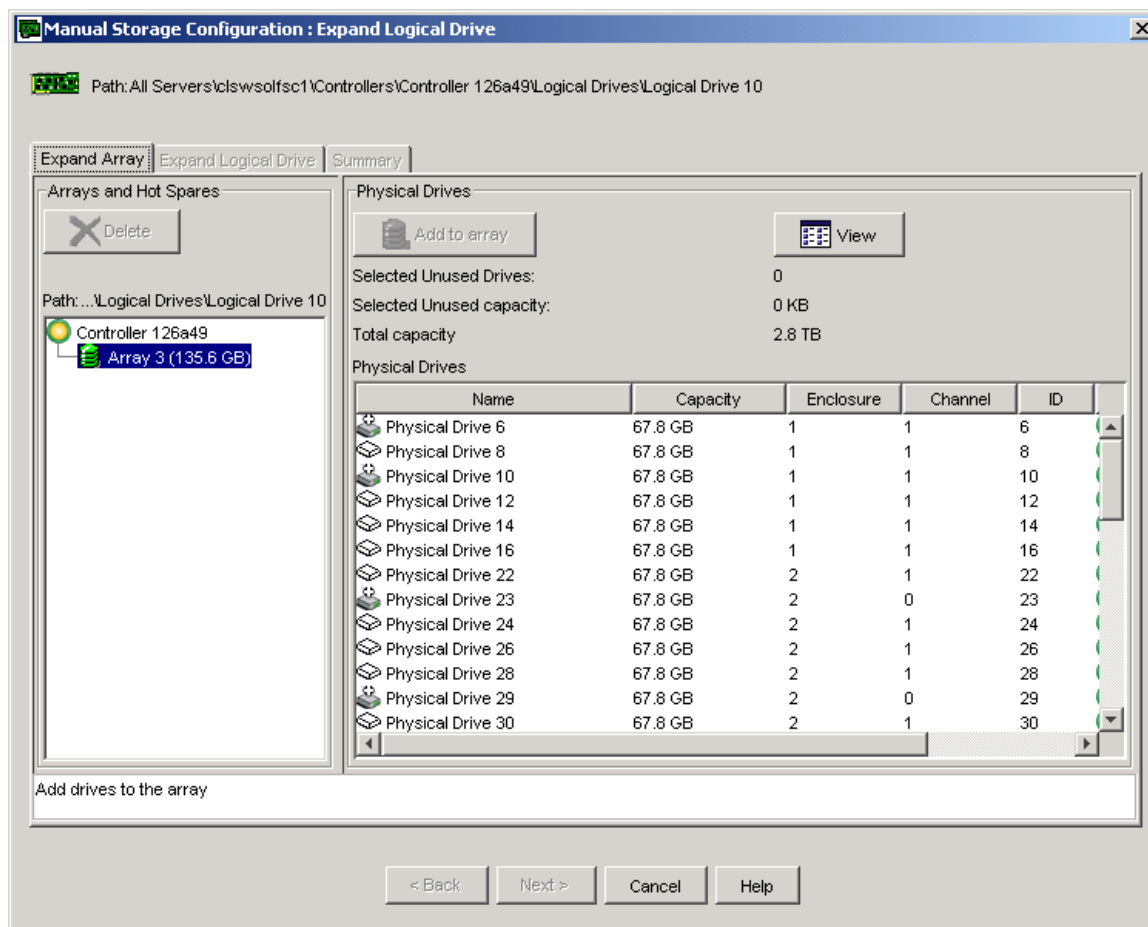 Manual Storage Configuration : Expand Logical Drive
Path:All Servers\clswsolfsc1\Controllers\Controller 126a49\Logical Drives\Logical Drive 10
Expand Array Expand Logical Drive Summary
Arrays and Hot Spares
Delete
Path:...\Logical Drives\Logical Drive 10
Controller 126a49
Array 3 (135.6 GB)
Physical Drives
Add to array View
Selected Unused Drives: 0
Selected Unused capacity: 0 KB
Total capacity 2.8 TB
Physical Drives
Name Capacity Enclosure Channel ID
Physical Drive 6 67.8 GB 1 1 6
Physical Drive 8 67.8 GB 1 1 8
Physical Drive 10 67.8 GB 1 1 10
Physical Drive 12 67.8 GB 1 1 12
Physical Drive 14 67.8 GB 1 1 14
Physical Drive 16 67.8 GB 1 1 16
Physical Drive 22 67.8 GB 2 1 22
Physical Drive 23 67.8 GB 2 0 23
Physical Drive 24 67.8 GB 2 1 24
Physical Drive 26 67.8 GB 2 1 26
Physical Drive 28 67.8 GB 2 1 28
Physical Drive 29 67.8 GB 2 0 29
Physical Drive 30 67.8 GB 2 1 30
Add drives to the array
< Back Next > Cancel Help